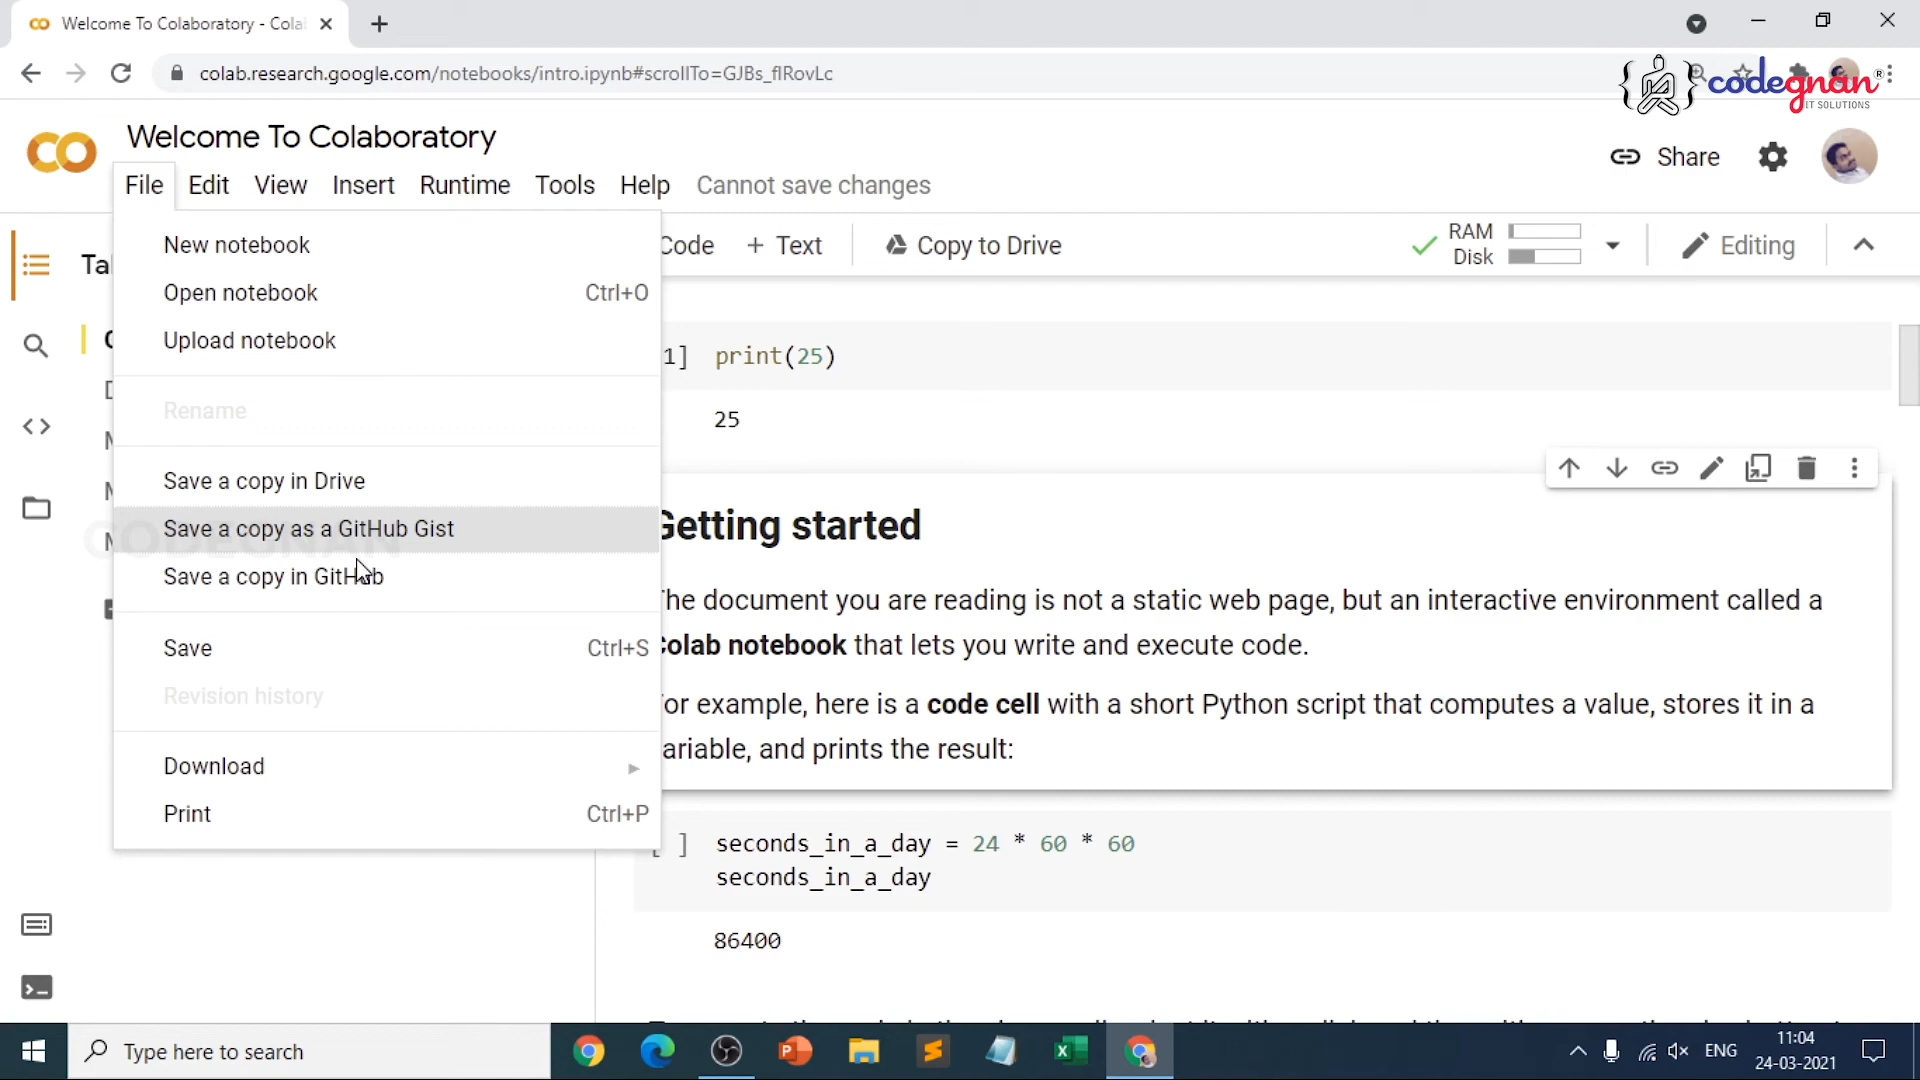 Welcome To Colaboratory - Cola
colab.research.google.com/notebooks/intro.ipynb#scrollTo=GJBs_fIRovLc
codegnan®
IT SOLUTIONS
Welcome To Colaboratory
Share
File Edit View Insert Runtime Tools Help Cannot save changes
Code + Text Copy to Drive
RAM
Disk
Editing
New notebook
Open notebook Ctrl+O
Upload notebook
Rename
Save a copy in Drive
Save a copy as a GitHub Gist
Save a copy in GitHub
Save Ctrl+S
Revision history
Download
Print Ctrl+P
CODEGNAN
1] print(25)
25
Getting started
The document you are reading is not a static web page, but an interactive environment called a
Colab notebook that lets you write and execute code.
For example, here is a code cell with a short Python script that computes a value, stores it in a
variable, and prints the result:
[ ] seconds_in_a_day = 24 * 60 * 60
seconds_in_a_day
86400
Type here to search
ENG
11:04
24-03-2021